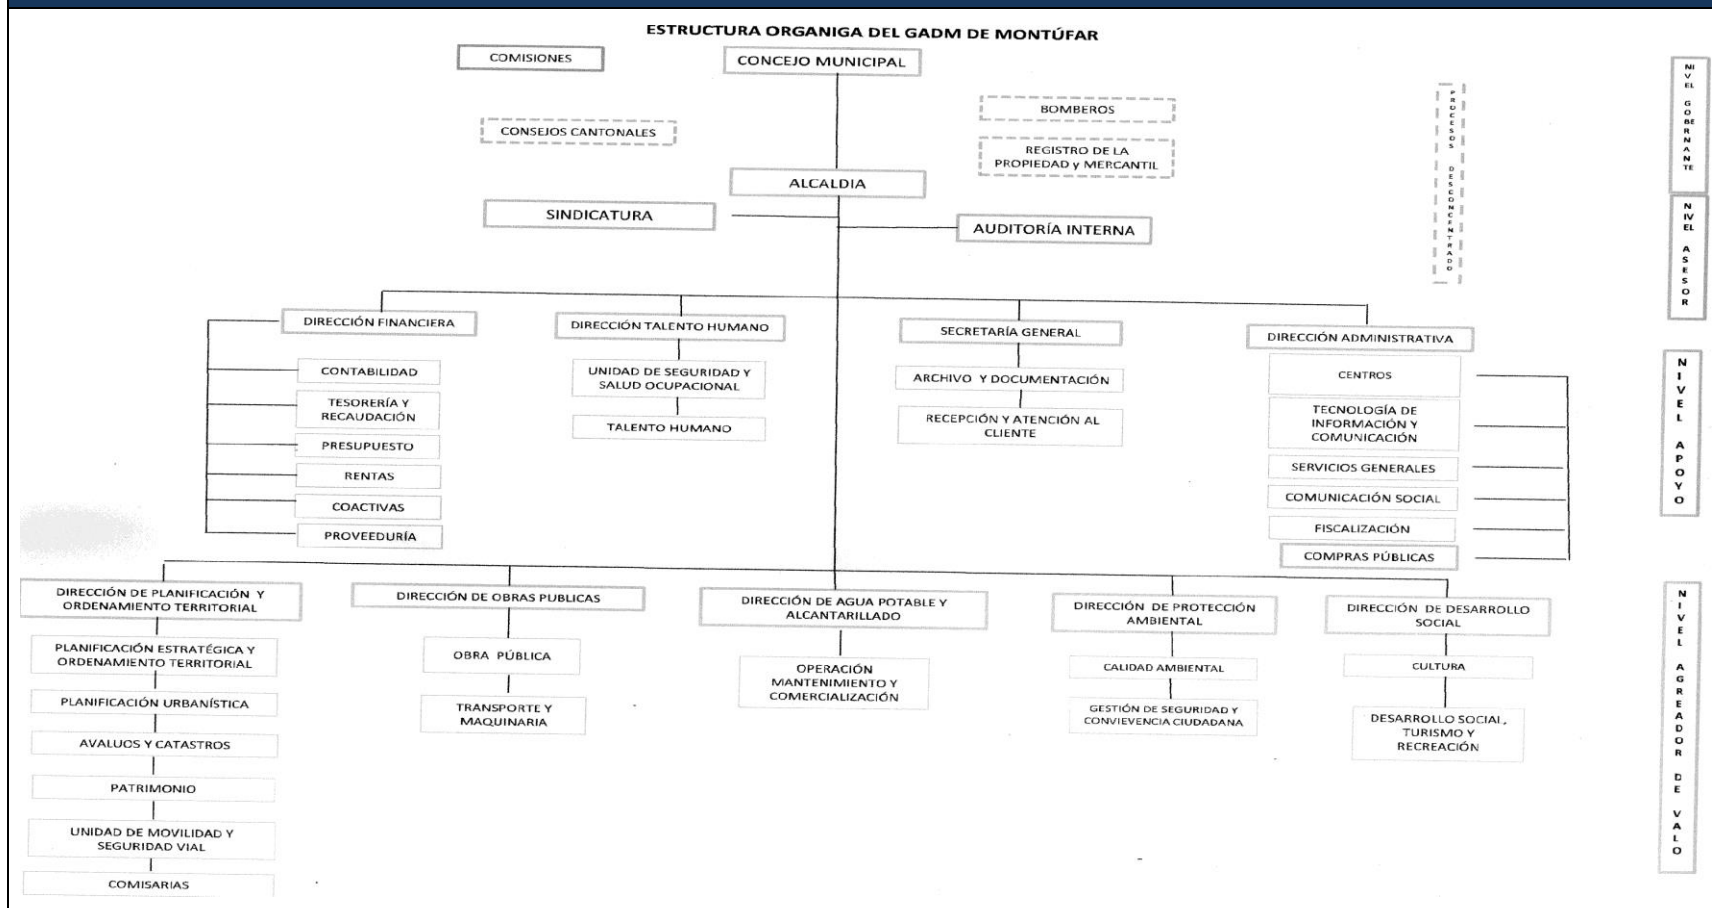 ESTRUCTURA ORGANIGA DEL GADM DE MONTÚFAR
COMISIONES
CONCEJO MUNICIPAL
BOMBEROS
CONSEJOS CANTONALES
REGISTRO DE LA
PROPIEDAD y MERCANTIL
ALCALDIA
SINDICATURA
AUDITORÍA INTERNA
PROCESOS DESCONCENTRADO
NIVEL GOBERNANTE
NIVEL ASESOR
DIRECCIÓN FINANCIERA
CONTABILIDAD
TESORERÍA Y
RECAUDACIÓN
PRESUPUESTO
RENTAS
COACTIVAS
PROVEEDURÍA
DIRECCIÓN TALENTO HUMANO
UNIDAD DE SEGURIDAD Y
SALUD OCUPACIONAL
TALENTO HUMANO
SECRETARÍA GENERAL
ARCHIVO Y DOCUMENTACIÓN
RECEPCIÓN Y ATENCIÓN AL
CLIENTE
DIRECCIÓN ADMINISTRATIVA
CENTROS
TECNOLOGÍA DE
INFORMACIÓN Y
COMUNICACIÓN
SERVICIOS GENERALES
COMUNICACIÓN SOCIAL
FISCALIZACIÓN
COMPRAS PÚBLICAS
NIVEL APOYO
DIRECCIÓN DE PLANIFICACIÓN Y
ORDENAMIENTO TERRITORIAL
PLANIFICACIÓN ESTRATÉGICA Y
ORDENAMIENTO TERRITORIAL
PLANIFICACIÓN URBANÍSTICA
AVALUOS Y CATASTROS
PATRIMONIO
UNIDAD DE MOVILIDAD Y
SEGURIDAD VIAL
COMISARIAS
DIRECCIÓN DE OBRAS PUBLICAS
OBRA PÚBLICA
TRANSPORTE Y
MAQUINARIA
DIRECCIÓN DE AGUA POTABLE Y
ALCANTARILLADO
OPERACIÓN
MANTENIMIENTO Y
COMERCIALIZACIÓN
DIRECCIÓN DE PROTECCIÓN
AMBIENTAL
CALIDAD AMBIENTAL
GESTIÓN DE SEGURIDAD Y
CONVIEVENCIA CIUDADANA
DIRECCIÓN DE DESARROLLO
SOCIAL
CULTURA
DESARROLLO SOCIAL,
TURISMO Y
RECREACIÓN
NIVEL AGREADOR DE VALO